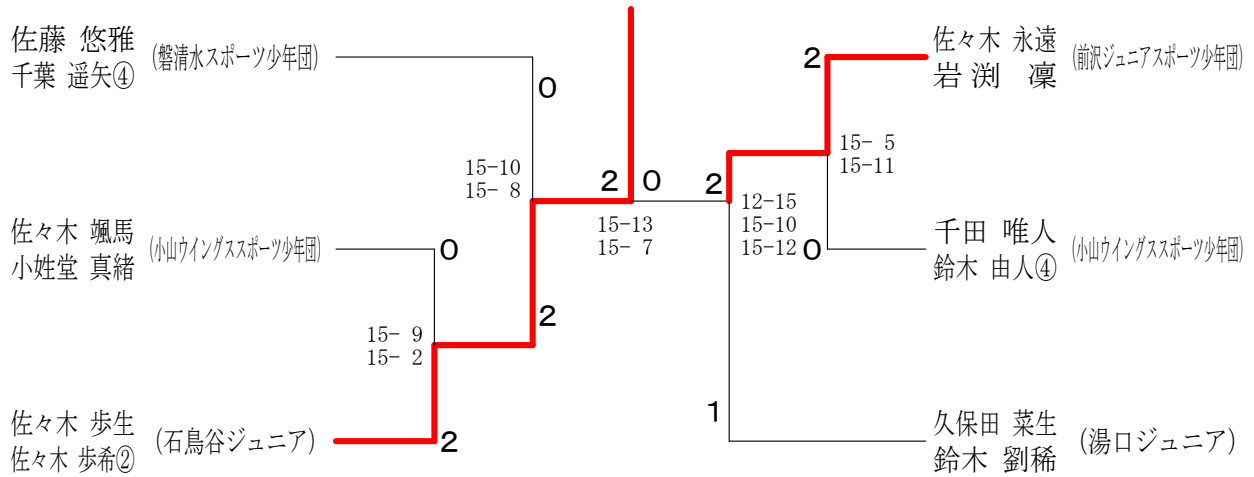 佐藤 悠雅
千葉 遥矢④
(磐清水スポーツ少年団)
0
15-10
15- 8
佐々木 颯馬
小姓堂 真緒
(小山ウイングススポーツ少年団)
0
15- 9
15- 2
2
佐々木 歩生
佐々木 歩希②
(石鳥谷ジュニア)
2
2 0
15-13
15- 7
2
12-15
15-10
15-12
2
佐々木 永遠
岩渕 凜
(前沢ジュニアスポーツ少年団)
15- 5
15-11
0
千田 唯人
鈴木 由人④
(小山ウイングススポーツ少年団)
1
久保田 菜生
鈴木 劉稀
(湯口ジュニア)